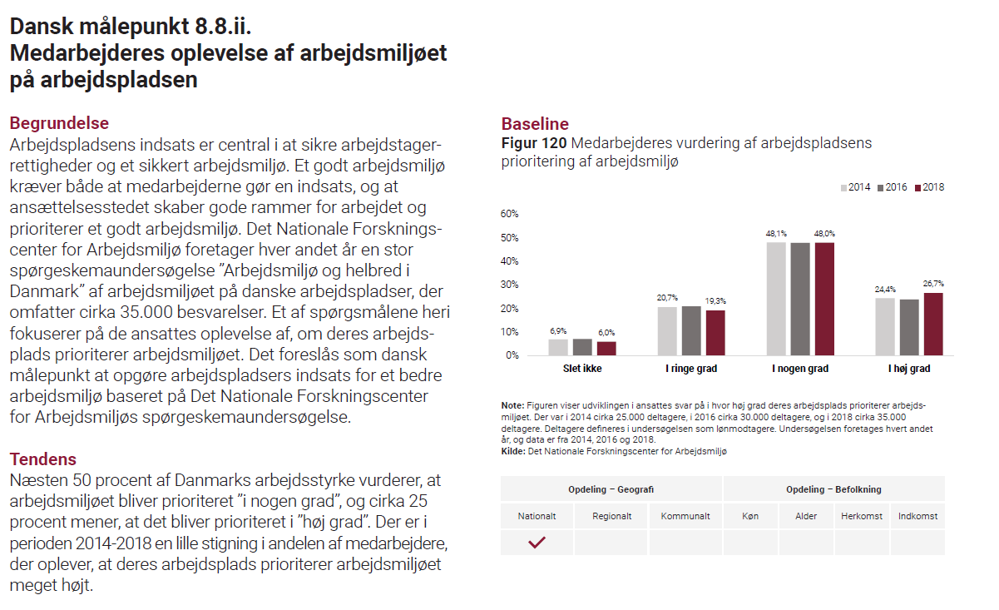 Dansk målepunkt 8.8.ii.
Medarbejderes oplevelse af arbejdsmiljøet
på arbejdspladsen
Begrundelse
Arbejdspladsens indsats er central i at sikre arbejdstager-
rettigheder og et sikkert arbejdsmiljø. Et godt arbejdsmiljø
kræver både at medarbejderne gør en indsats, og at
ansættelsesstedet skaber gode rammer for arbejdet og
prioriterer et godt arbejdsmiljø. Det Nationale Forsknings-
center for Arbejdsmiljø foretager hver andet år en stor
spørgeskemaundersøgelse ”Arbejdsmiljø og helbred i
Danmark” af arbejdsmiljøet på danske arbejdspladser, der
omfatter cirka 35.000 besvarelser. Et af spørgsmålene heri
fokuserer på de ansattes oplevelse af, om deres arbejds-
plads prioriterer arbejdsmiljøet. Det foreslås som dansk
målepunkt at opgøre arbejdspladsers indsats for et bedre
arbejdsmiljø baseret på Det Nationale Forskningscenter
for Arbejdsmiljøs spørgeskemaundersøgelse.
Tendens
Næsten 50 procent af Danmarks arbejdsstyrke vurderer, at
arbejdsmiljøet bliver prioriteret ”i nogen grad”, og cirka 25
procent mener, at det bliver prioriteret i ”høj grad”. Der er i
perioden 2014-2018 en lille stigning i andelen af medarbejdere,
der oplever, at deres arbejdsplads prioriterer arbejdsmiljøet
meget højt.
Baseline
Figur 120 Medarbejderes vurdering af arbejdspladsens
prioritering af arbejdsmiljø
2014 2016 2018
60%
50%
40%
30%
20%
10%
0%
6,9% 6,0%
20,7% 19,3%
48,1% 48,0%
24,4% 26,7%
Slet ikke I ringe grad I nogen grad I høj grad
Note: Figuren viser udviklingen i ansattes svar på i hvor høj grad deres arbejdsplads prioriterer arbejds-
miljøet. Der var i 2014 cirka 25.000 deltagere, i 2016 cirka 30.000 deltagere, og i 2018 cirka 35.000
deltagere. Deltagere defineres i undersøgelsen som lønmodtagere. Undersøgelsen foretages hvert andet
år, og data er fra 2014, 2016 og 2018.
Kilde: Det Nationale Forskningscenter for Arbejdsmiljø
Opdeling – Geografi Opdeling – Befolkning
Nationalt Regionalt Kommunalt Køn Alder Herkomst Indkomst